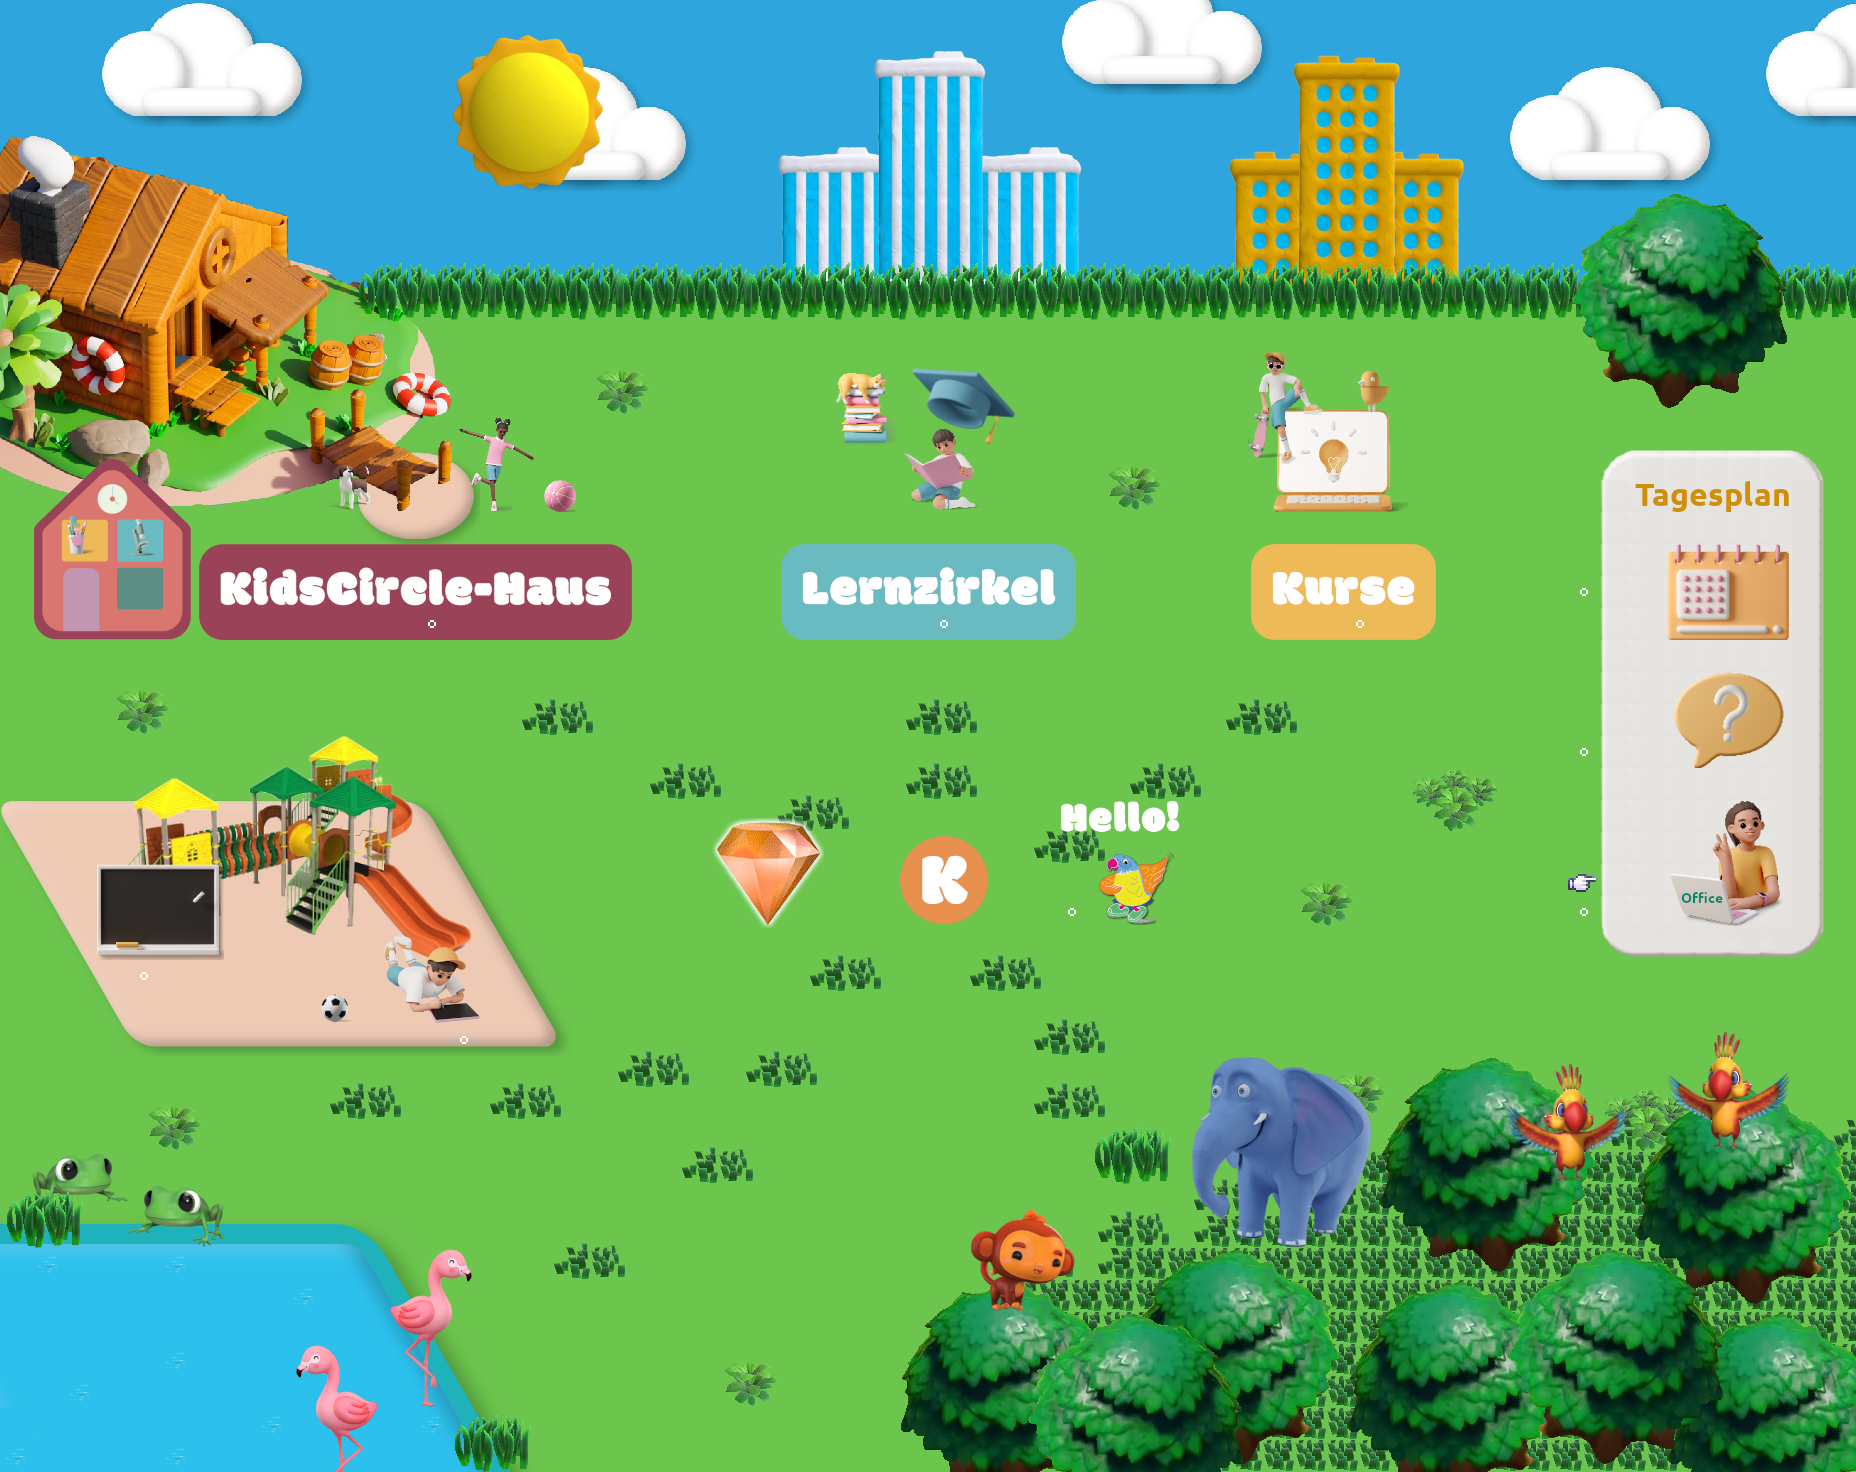 Tagesplan
KidsCircle-Haus
Lernzirkel
Kurse
Hello!
K
Office